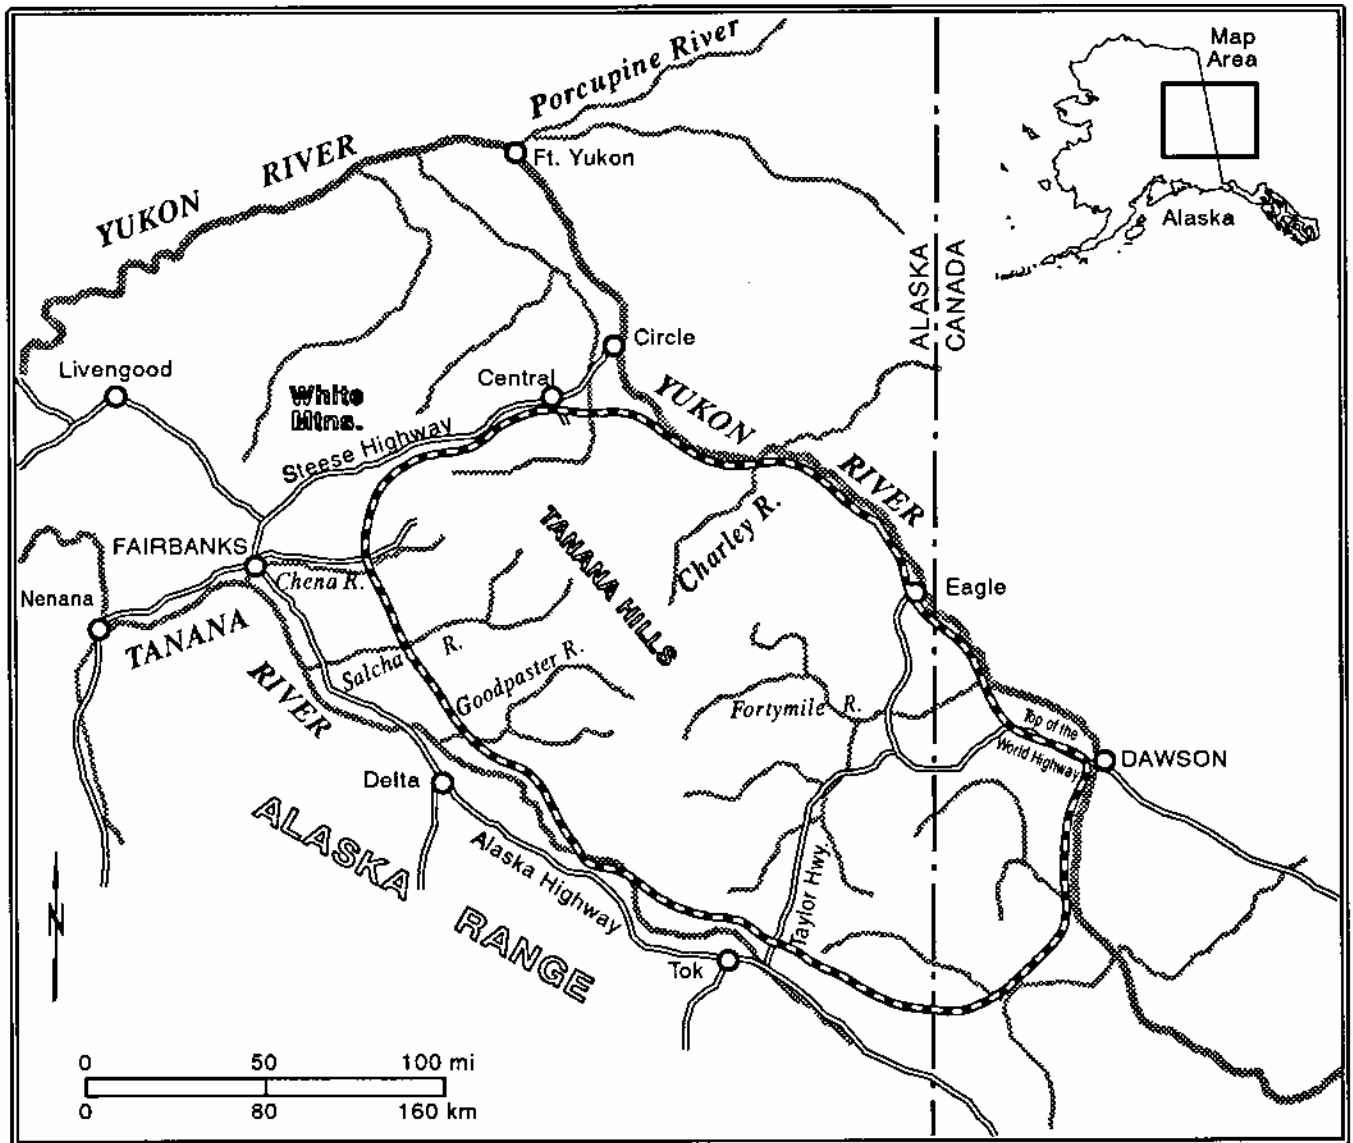 Porcupine River
Map
Area
Alaska
YUKON RIVER
Ft. Yukon
ALASKA
CANADA
Circle
Livengood
Central
White
Mtns.
YUKON RIVER
Steese Highway
Charley R.
TANANA HILLS
FAIRBANKS
Chena R.
Eagle
Nenana
TANANA RIVER
Salcha R.
Goodpaster R.
Fortymile R.
Top of the
World Highway
DAWSON
Delta
ALASKA RANGE
Alaska Highway
Taylor Hwy.
Tok
N
0 50 100 mi
0 80 160 km